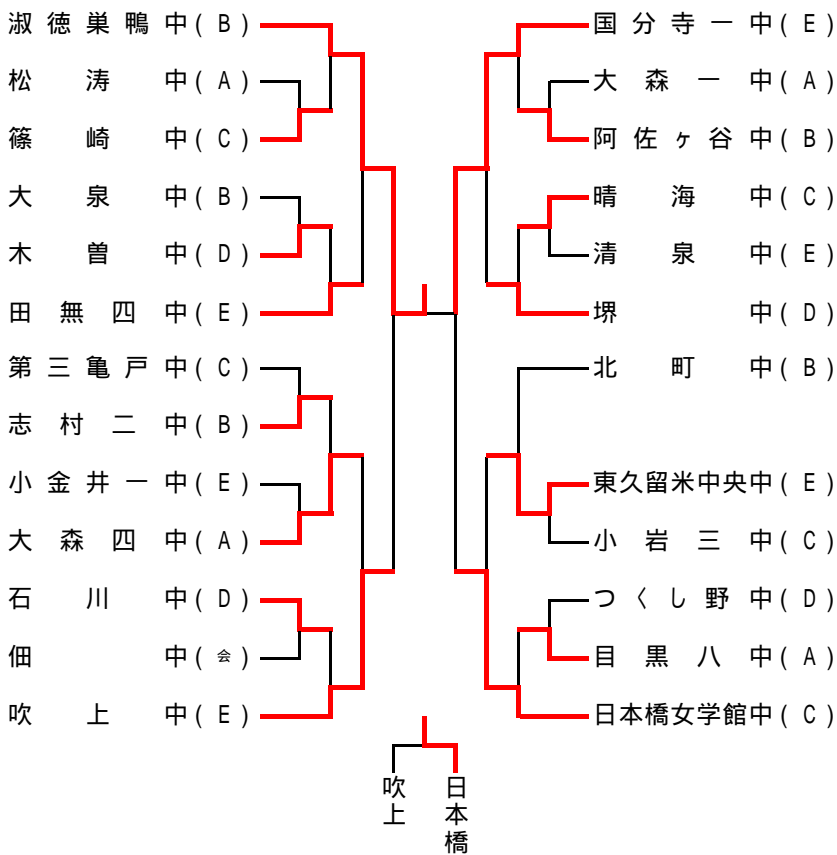 淑徳巣鴨中(B)
松涛中(A)
篠崎中(C)
大泉中(B)
木曽中(D)
田無四中(E)
第三亀戸中(C)
志村二中(B)
小金井一中(E)
大森四中(A)
石川中(D)
佃中(会)
吹上中(E)
国分寺一中(E)
大森一中(A)
阿佐ヶ谷中(B)
晴海中(C)
清泉中(E)
堺中(D)
北町中(B)
東久留米中央中(E)
小岩三中(C)
つくし野中(D)
目黒八中(A)
日本橋女学館中(C)
吹上
日本橋